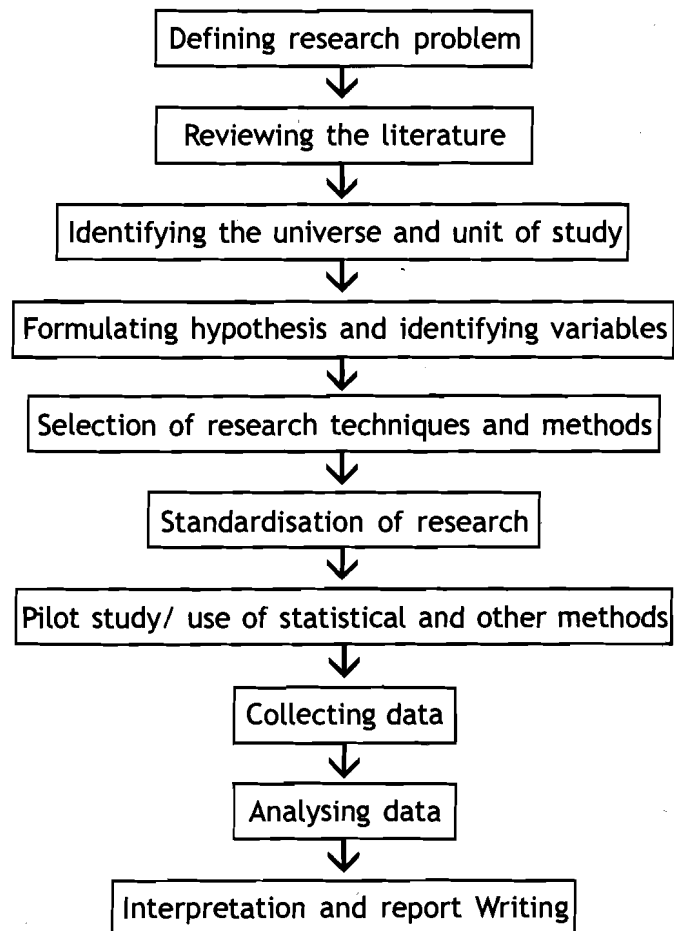 Defining research problem
Reviewing the literature
Identifying the universe and unit of study
Formulating hypothesis and identifying variables
Selection of research techniques and methods
Standardisation of research
Pilot study/ use of statistical and other methods
Collecting data
Analysing data
Interpretation and report Writing